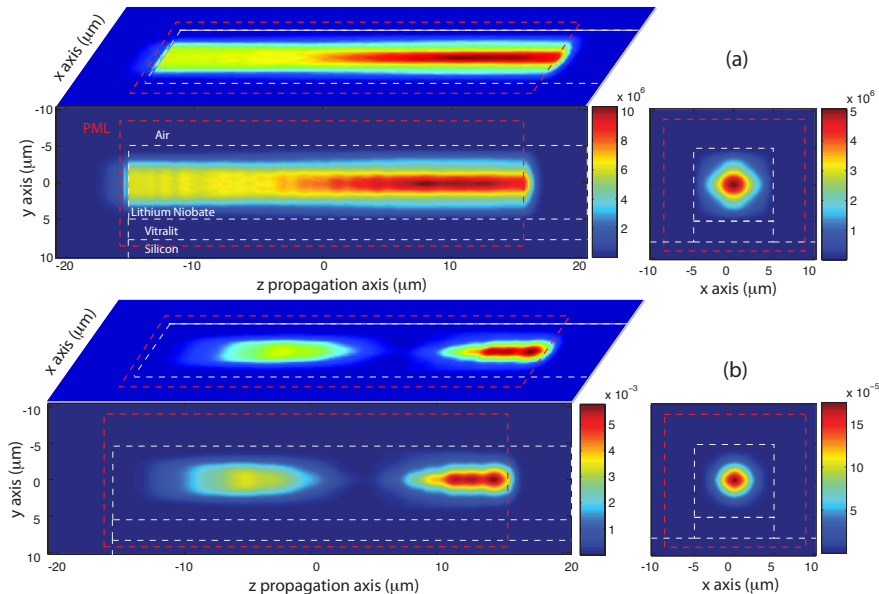 x axis (μm)
(a)
-10
-5
0
5
10
y axis (μm)
PML
Air
Lithium Niobate
Vitralit
Silicon
-20 -10 0 10 20
z propagation axis (μm)
x 10^6
10
8
6
4
2
x 10^6
5
4
3
2
1
-10 -5 0 5 10
x axis (μm)
x axis (μm)
(b)
-10
-5
0
5
10
y axis (μm)
-20 -10 0 10 20
z propagation axis (μm)
x 10^-3
5
4
3
2
1
x 10^-5
15
10
5
-10 -5 0 5 10
x axis (μm)